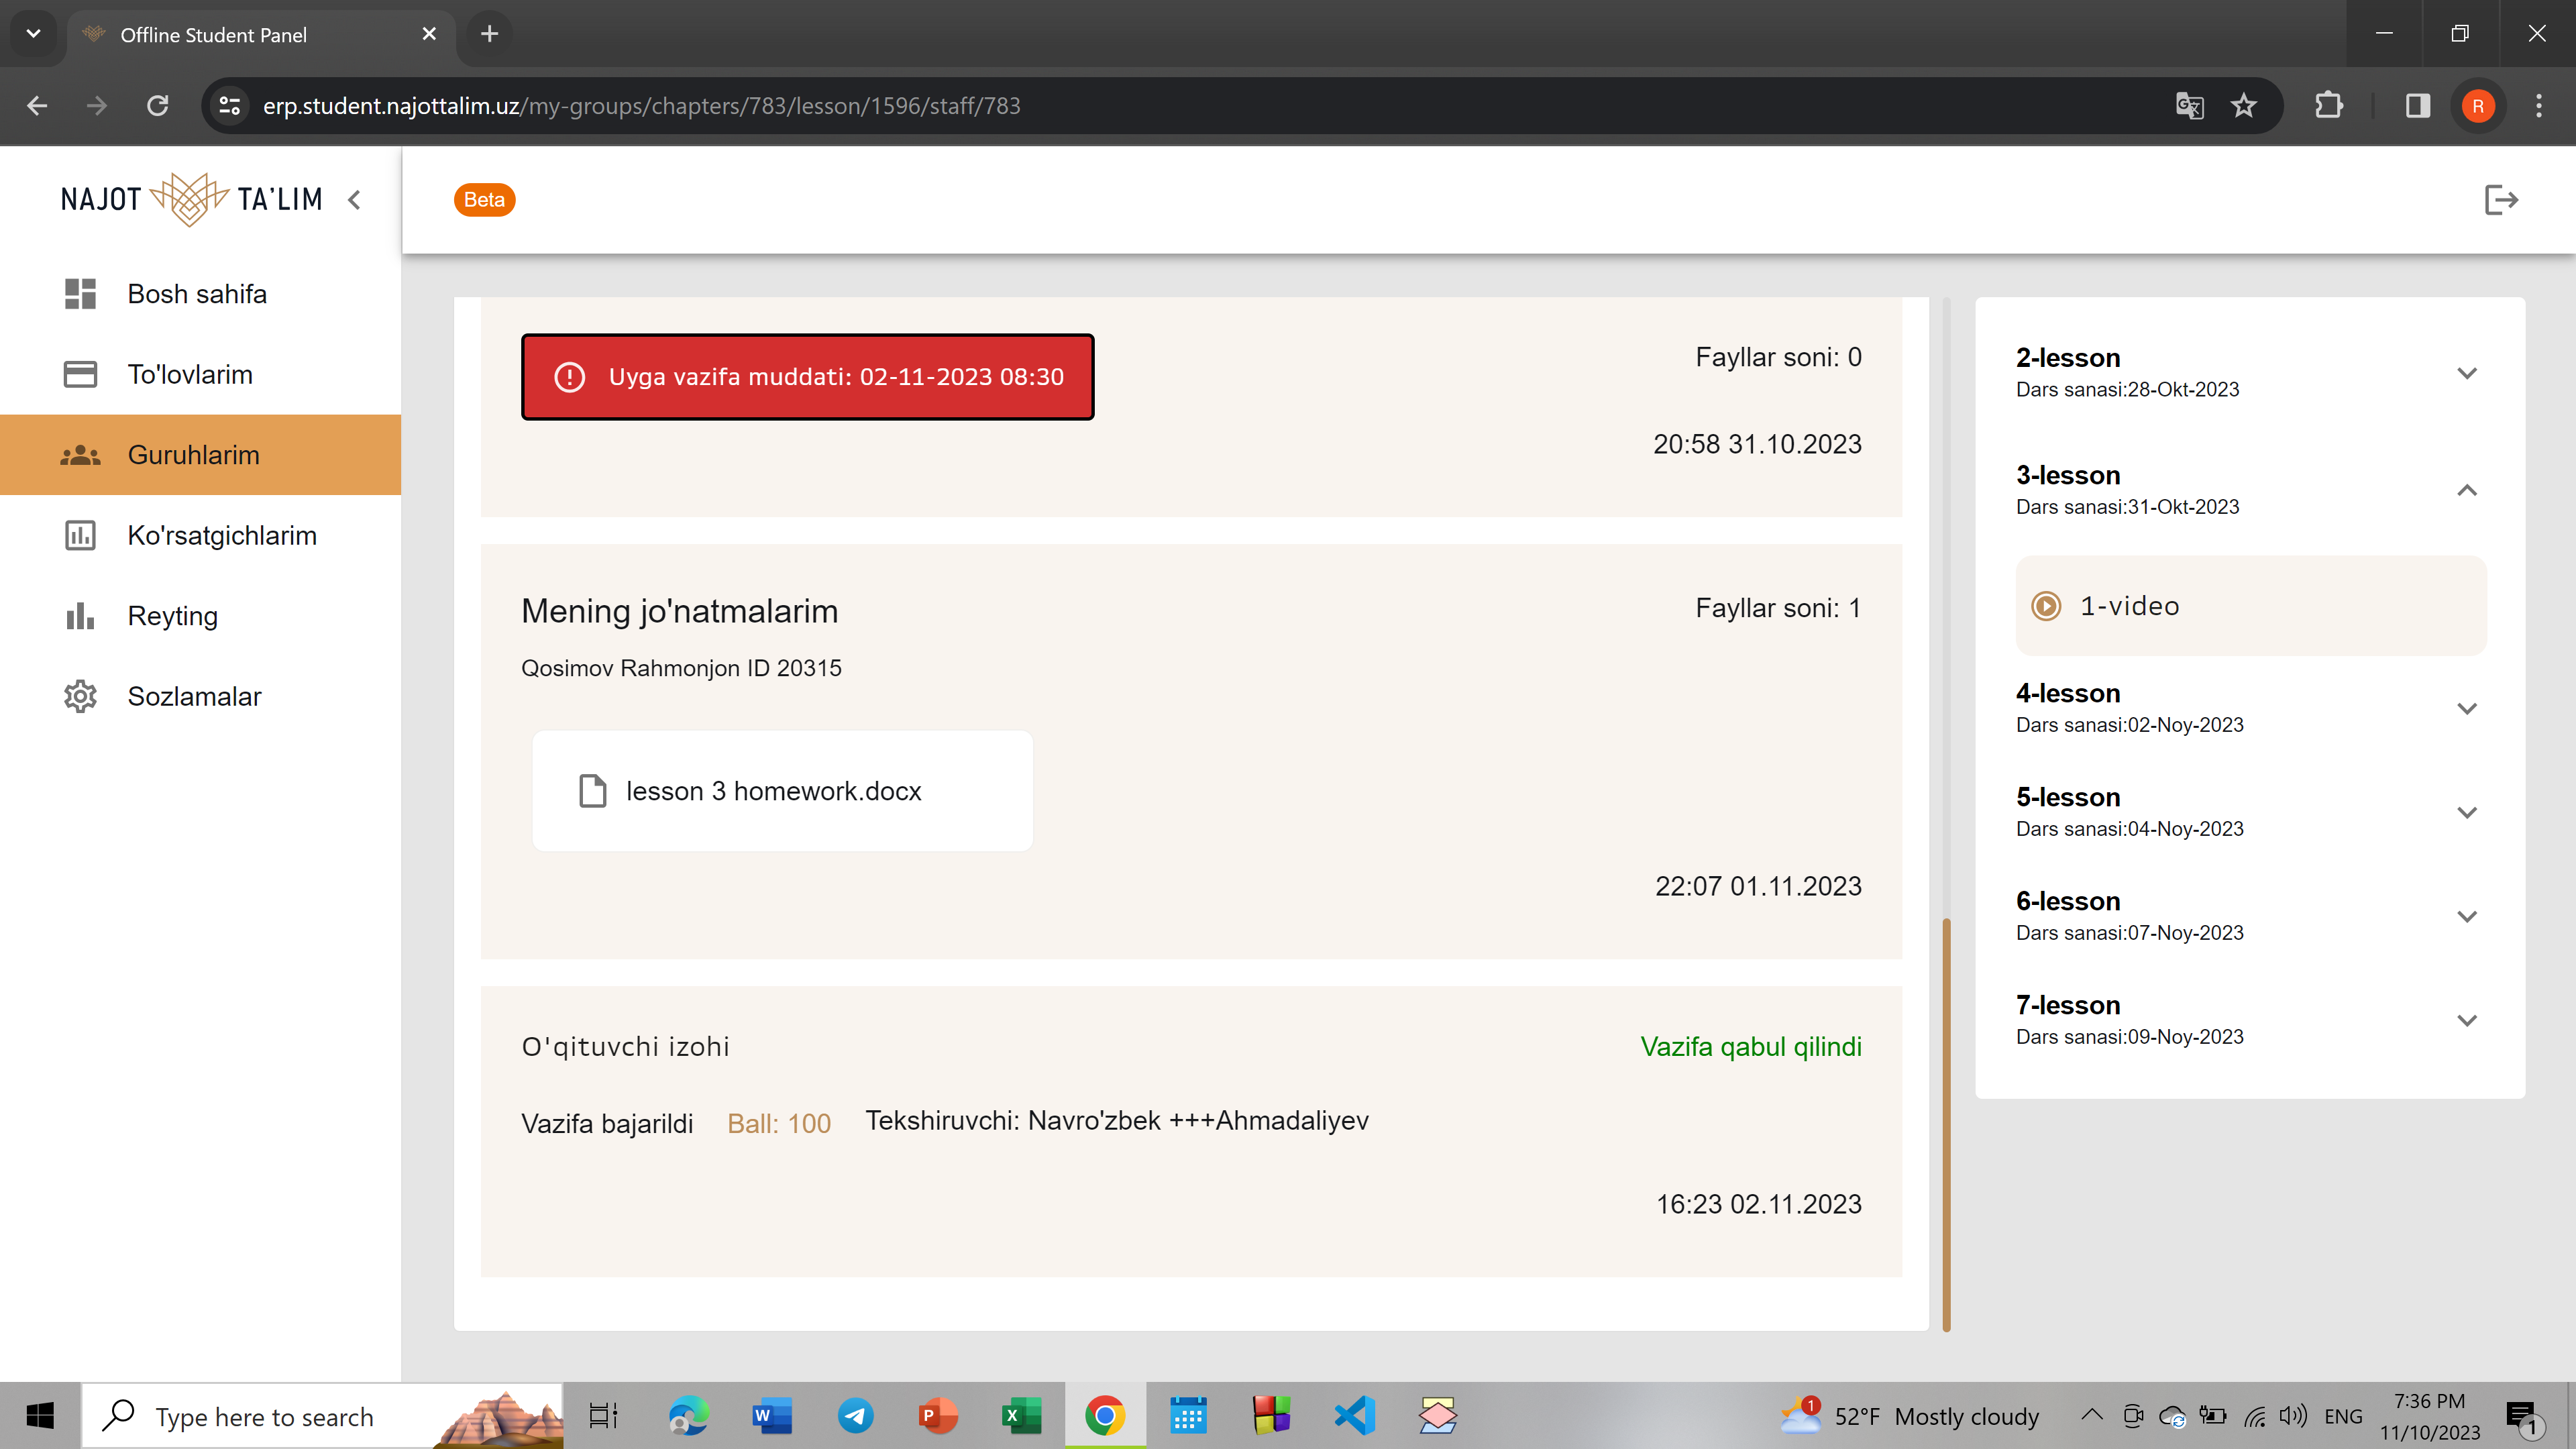 Offline Student Panel
erp.student.najottalim.uz/my-groups/chapters/783/lesson/1596/staff/783
R
NAJOT TA'LIM
Beta
Bosh sahifa
To'lovlarim
Guruhlarim
Ko'rsatgichlarim
Reyting
Sozlamalar
Uyga vazifa muddati: 02-11-2023 08:30
Fayllar soni: 0
20:58 31.10.2023
Mening jo'natmalarim
Fayllar soni: 1
Qosimov Rahmonjon ID 20315
lesson 3 homework.docx
22:07 01.11.2023
O'qituvchi izohi
Vazifa qabul qilindi
Vazifa bajarildi Ball: 100 Tekshiruvchi: Navro'zbek +++Ahmadaliyev
16:23 02.11.2023
2-lesson
Dars sanasi:28-Okt-2023
3-lesson
Dars sanasi:31-Okt-2023
1-video
4-lesson
Dars sanasi:02-Noy-2023
5-lesson
Dars sanasi:04-Noy-2023
6-lesson
Dars sanasi:07-Noy-2023
7-lesson
Dars sanasi:09-Noy-2023
Type here to search
W
P
X
1
52°F Mostly cloudy
ENG
7:36 PM
11/10/2023
1